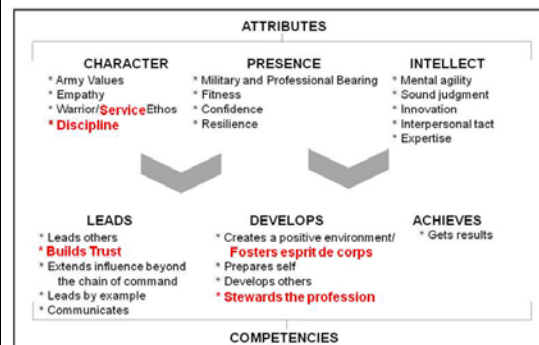 ATTRIBUTES
CHARACTER
* Army Values
* Empathy
* Warrior/Service Ethos
* Discipline
PRESENCE
* Military and Professional Bearing
* Fitness
* Confidence
* Resilience
INTELLECT
* Mental agility
* Sound judgment
* Innovation
* Interpersonal tact
* Expertise
LEADS
* Leads others
* Builds Trust
* Extends influence beyond
the chain of command
* Leads by example
* Communicates
DEVELOPS
* Creates a positive environment/
Fosters esprit de corps
* Prepares self
* Develops others
* Stewards the profession
ACHIEVES
* Gets results
COMPETENCIES